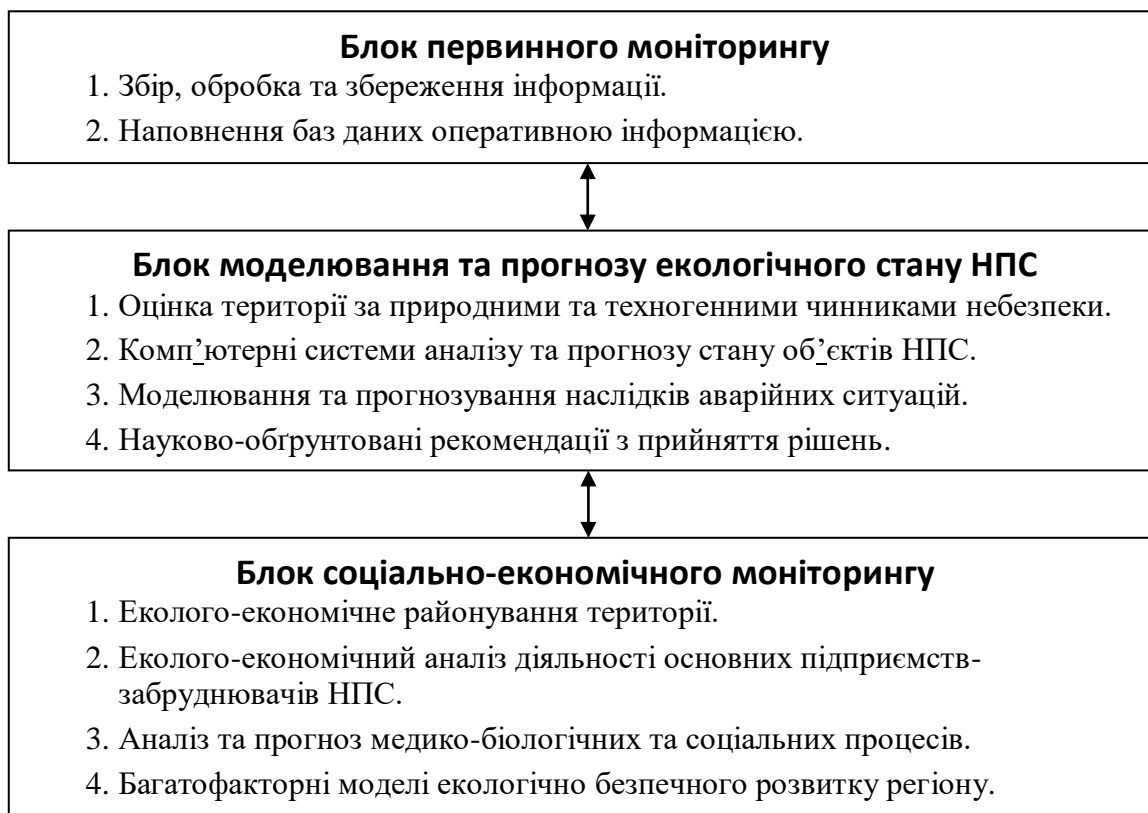 Блок первинного моніторингу
1. Збір, обробка та збереження інформації.
2. Наповнення баз даних оперативною інформацією.
Блок моделювання та прогнозу екологічного стану НПС
1. Оцінка території за природними та техногенними чинниками небезпеки.
2. Комп’ютерні системи аналізу та прогнозу стану об’єктів НПС.
3. Моделювання та прогнозування наслідків аварійних ситуацій.
4. Науково-обґрунтовані рекомендації з прийняття рішень.
Блок соціально-економічного моніторингу
1. Еколого-економічне районування території.
2. Еколого-економічний аналіз діяльності основних підприємств-
забруднювачів НПС.
3. Аналіз та прогноз медико-біологічних та соціальних процесів.
4. Багатофакторні моделі екологічно безпечного розвитку регіону.